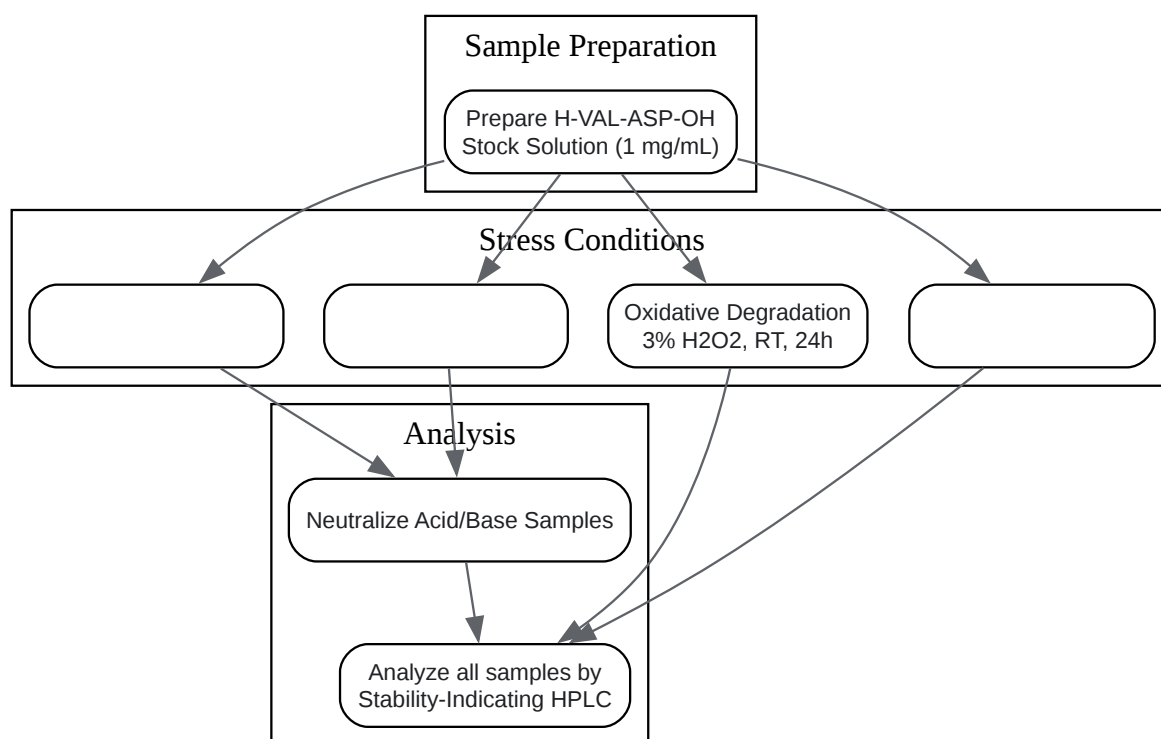 Sample Preparation
Prepare H-VAL-ASP-OH
Stock Solution (1 mg/mL)
Stress Conditions
Oxidative Degradation
3% H2O2, RT, 24h
Analysis
Neutralize Acid/Base Samples
Analyze all samples by
Stability-Indicating HPLC